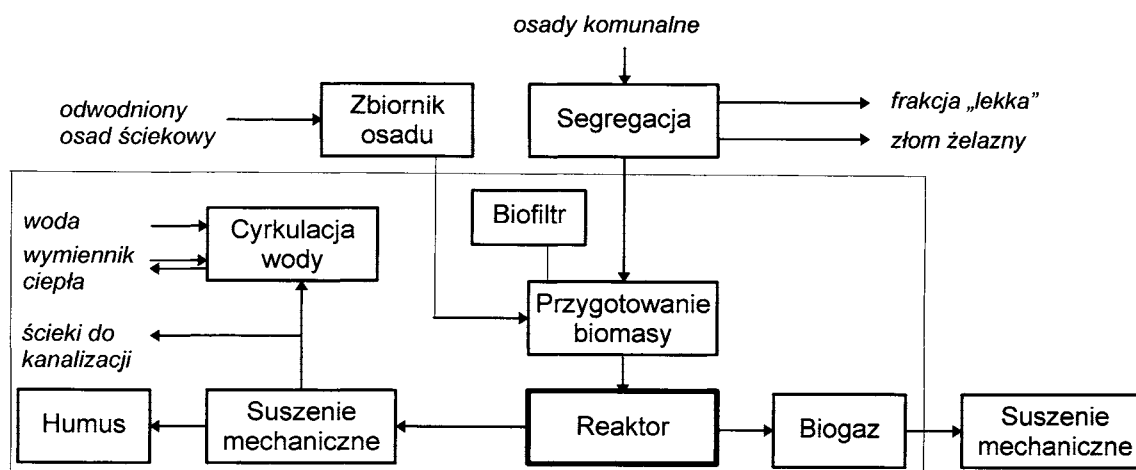 osady komunalne
odwodniony
osad ściekowy
Zbiornik
osadu
Segregacja
frakcja „lekka”
złom żelazny
Biofiltr
woda
wymiennik
ciepła
Cyrkulacja
wody
Przygotowanie
biomasy
ścieki do
kanalizacji
Humus
Suszenie
mechaniczne
Reaktor
Biogaz
Suszenie
mechaniczne